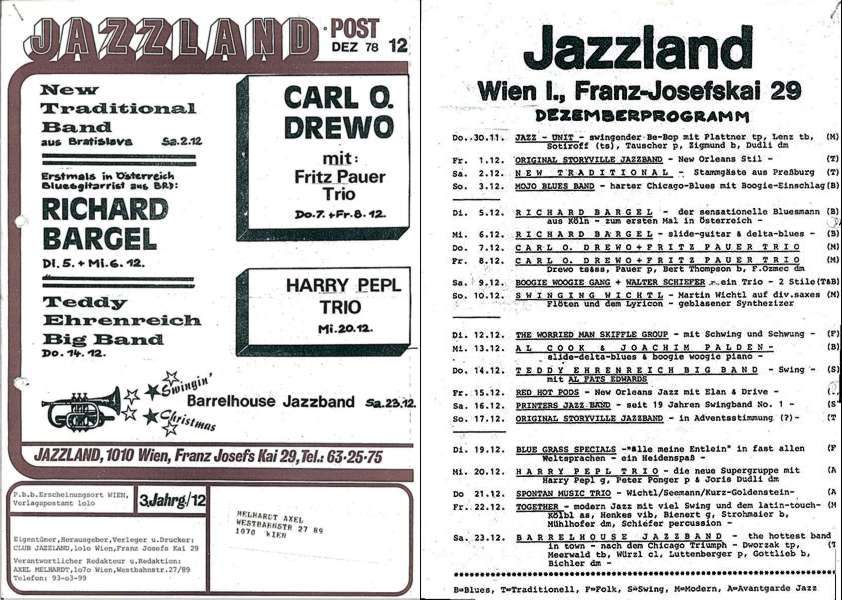 JAZZLAND POST
DEZ 78 12
New
Traditional
Band
aus Bratislava Sa.2.12
Erstmals in Österreich
Bluesgitarrist aus BRD:
RICHARD
BARGEL
Di.5.+Mi.6.12.
Teddy
Ehrenreich
Big Band
Do.14.12.
CARL O.
DREWO
mit:
Fritz Pauer
Trio
Do.7.+Fr.8.12.
HARRY PEPL
TRIO
Mi.20.12.
Swingin'
Christmas
Barrelhouse Jazzband Sa.23.12.
JAZZLAND, 1010 Wien, Franz Josefs Kai 29, Tel.: 63·25·75
P.b.b.Erscheinungsort WIEN,
Verlagspostamt 1o1o
3.Jahrg/12
MELHARDT AXEL
WESTBAHNSTR 27 89
1070 WIEN
Eigentümer,Herausgeber,Verleger u.Drucker:
CLUB JAZZLAND,1o1o Wien,Franz Josefs Kai 29
Verantwortlicher Redakteur u.Redaktion:
AXEL MELHARDT,1o7o Wien,Westbahnstr.27/89
Telefon: 93-o3-99
Jazzland
Wien I., Franz-Josefskai 29
DEZEMBERPROGRAMM
Do. 30.11. JAZZ - UNIT - swingender Be-Bop mit Plattner tp, Lenz tb, (M)
Sotiroff (ts), Tauscher p, Zigmund b, Dudli dm
Fr. 1.12. ORIGINAL STORYVILLE JAZZBAND - New Orleans Stil - (T)
Sa. 2.12. NEW TRADITIONAL - Stammgäste aus Preßburg (T)
So. 3.12. MOJO BLUES BAND - harter Chicago-Blues mit Boogie-Einschlag(B)
Di. 5.12. RICHARD BARGEL - der sensationelle Bluesmann (B)
aus Köln - zum ersten Mal in Österreich -
Mi. 6.12. RICHARD BARGEL - slide-guitar & delta-blues - (B)
Do. 7.12. CARL O. DREWO+FRITZ PAUER TRIO (M)
Fr. 8.12. CARL O. DREWO+FRITZ PAUER TRIO (M)
Drewo ts&ss, Pauer p, Bert Thompson b, F.Ozmec dm
Sa. 9.12. BOOGIE WOOGIE GANG + WALTER SCHIEFER - ein Trio - 2 Stile(T&B)
So. 10.12. SWINGING WICHTL - Martin Wichtl auf div.saxes (M)
Flöten und dem Lyricon - geblasener Synthesizer
Di. 12.12. THE WORRIED MAN SKIFFLE GROUP - mit Schwung und Schwung - (F)
Mi. 13.12. AL COOK & JOACHIM PALDEN- (B)
slide-delta-blues & boogie woogie piano -
Do. 14.12. TEDDY EHRENREICH BIG BAND - Swing - (S)
mit AL FATS EDWARDS
Fr. 15.12. RED HOT PODS - New Orleans Jazz mit Elan & Drive -
Sa. 16.12. PRINTERS JAZZ BAND - seit 19 Jahren Swingband No. 1 - (S
So. 17.12. ORIGINAL STORYVILLE JAZZBAND - in Adventsstimmung (?)- (T
Di. 19.12. BLUE GRASS SPECIALS -"alle meine Entlein" in fast allen (F
Weltsprachen - ein Heidenspaß -
Mi. 20.12. HARRY PEPL TRIO - die neue Supergruppe mit (A
Harry Pepl g, Peter Ponger p & Joris Dudli dm
Do 21.12. SPONTAN MUSIC TRIO - Wichtl/Seemann/Kurz-Goldenstein- (A
Fr. 22.12. TOGETHER - modern Jazz mit viel Swing und dem latin-touch- (M
Kölbl as, Henkes vib, Bienert g, Strohmaier b,
Mühlhofer dm, Schiefer percussion -
Sa. 23.12. BARRELHOUSE JAZZBAND - the hottest band
in town - nach dem Chicago Triumph - Dworzak tp, (T
Meerwald tb, Würzl cl, Luttenberger p, Gottlieb b,
Bichler dm -
B=Blues, T=Traditionell, F=Folk, S=Swing, M=Modern, A=Avantgarde Jazz